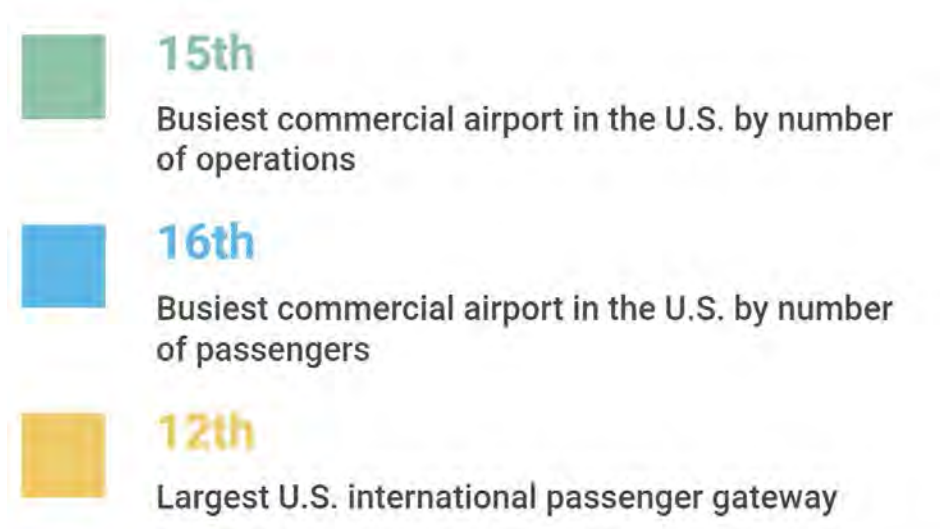 15th
Busiest commercial airport in the U.S. by number
of operations
16th
Busiest commercial airport in the U.S. by number
of passengers
12th
Largest U.S. international passenger gateway